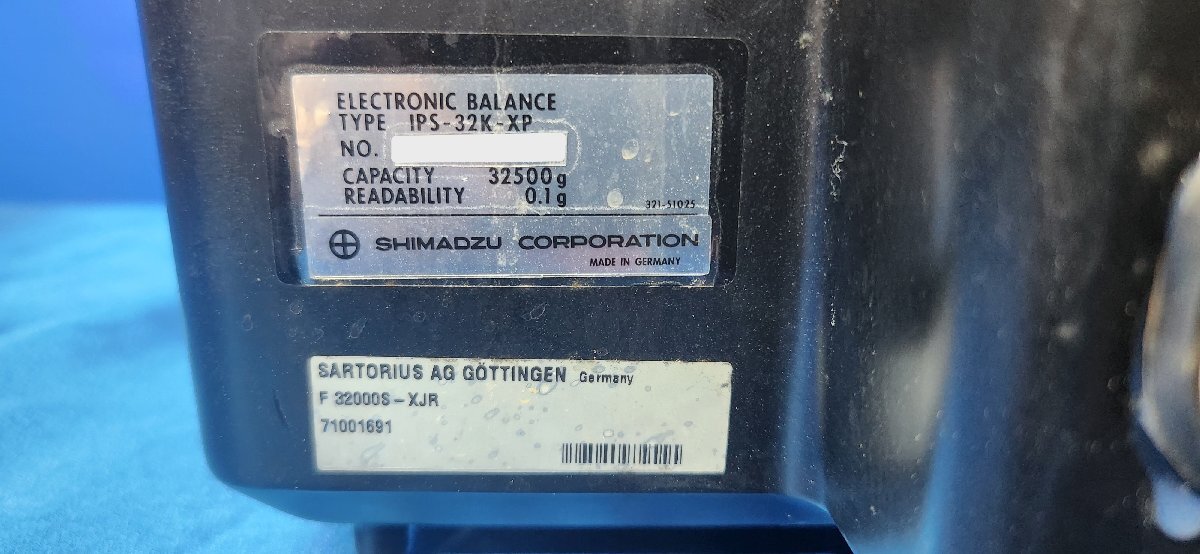 ELECTRONIC BALANCE
TYPE IPS-32K-XP
NO.
CAPACITY 32500g
READABILITY 0.1g
321-51025
SHIMADZU CORPORATION
MADE IN GERMANY
SARTORIUS AG GÖTTINGEN Germany
F 32000S-XJR
71001691